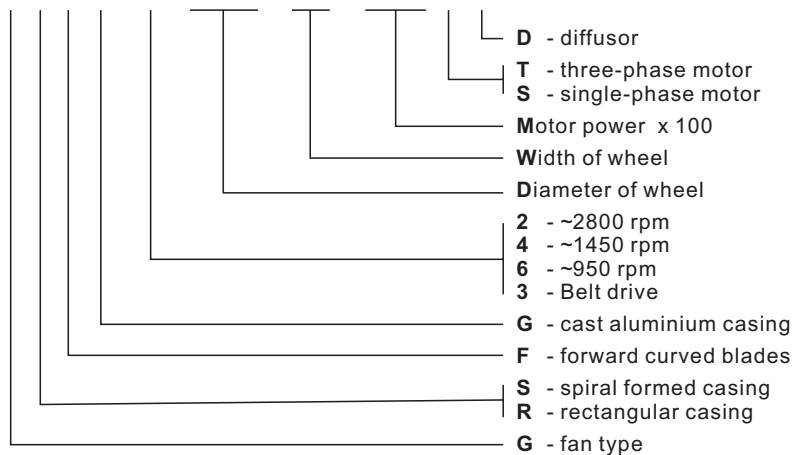 D - diffusor
T - three-phase motor
S - single-phase motor
Motor power x 100
Width of wheel
Diameter of wheel
2 - ~2800 rpm
4 - ~1450 rpm
6 - ~950 rpm
3 - Belt drive
G - cast aluminium casing
F - forward curved blades
S - spiral formed casing
R - rectangular casing
G - fan type